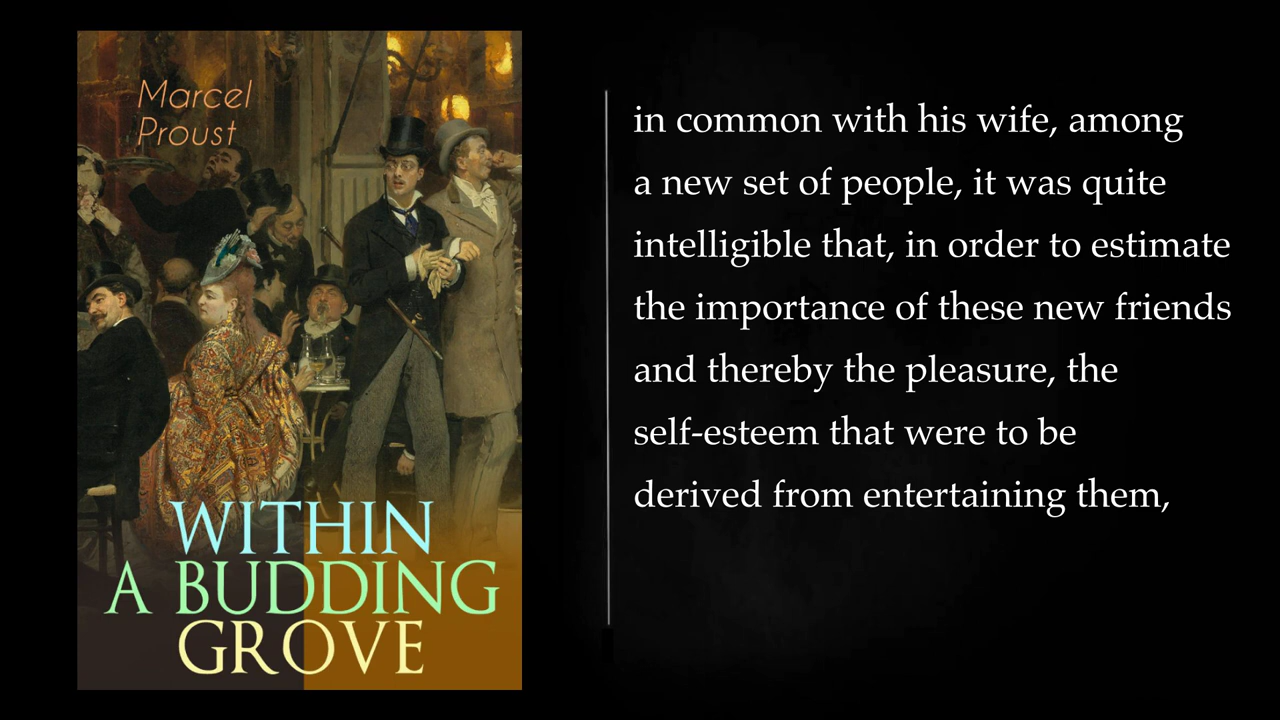 Marcel
Proust
WITHIN
A BUDDING
GROVE
in common with his wife, among
a new set of people, it was quite
intelligible that, in order to estimate
the importance of these new friends
and thereby the pleasure, the
self-esteem that were to be
derived from entertaining them,